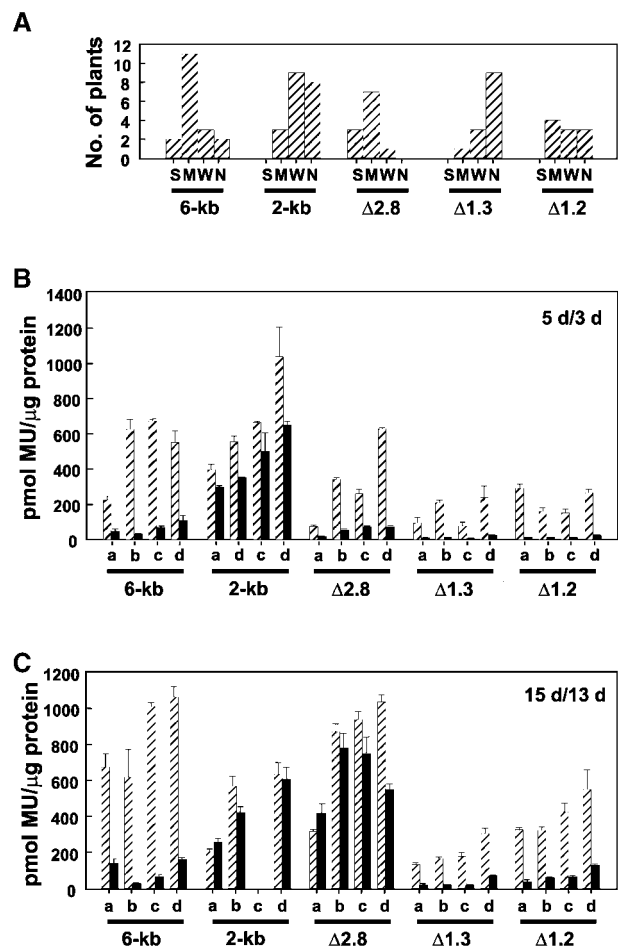 A
No. of plants
12
10
8
6
4
2
0
SMWN SMWN SMWN SMWN SMWN
6-kb 2-kb Δ2.8 Δ1.3 Δ1.2
B
5 d/3 d
pmol MU/μg protein
1400
1200
1000
800
600
400
200
0
a b c d a d c d a b c d a b c d a b c d
6-kb 2-kb Δ2.8 Δ1.3 Δ1.2
C
15 d/13 d
pmol MU/μg protein
1200
1000
800
600
400
200
0
a b c d a b c d a b c d a b c d a b c d
6-kb 2-kb Δ2.8 Δ1.3 Δ1.2